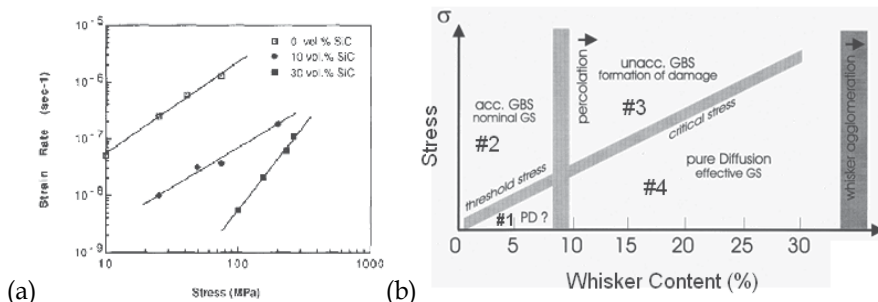 10-5
0 vol.% SiC
10 vol.% SiC
30 vol.% SiC
10-6
10-7
10-8
10-9
Strain Rate (sec-1)
10 100 1000
Stress (MPa)
(a)
σ
Stress
acc. GBS
nominal GS
#2
percolation
unacc. GBS
formation of damage
#3
critical stress
threshold stress
#1 PD ?
pure Diffusion
effective GS
#4
whisker agglomeration
0 5 10 15 20 25 30
Whisker Content (%)
(b)